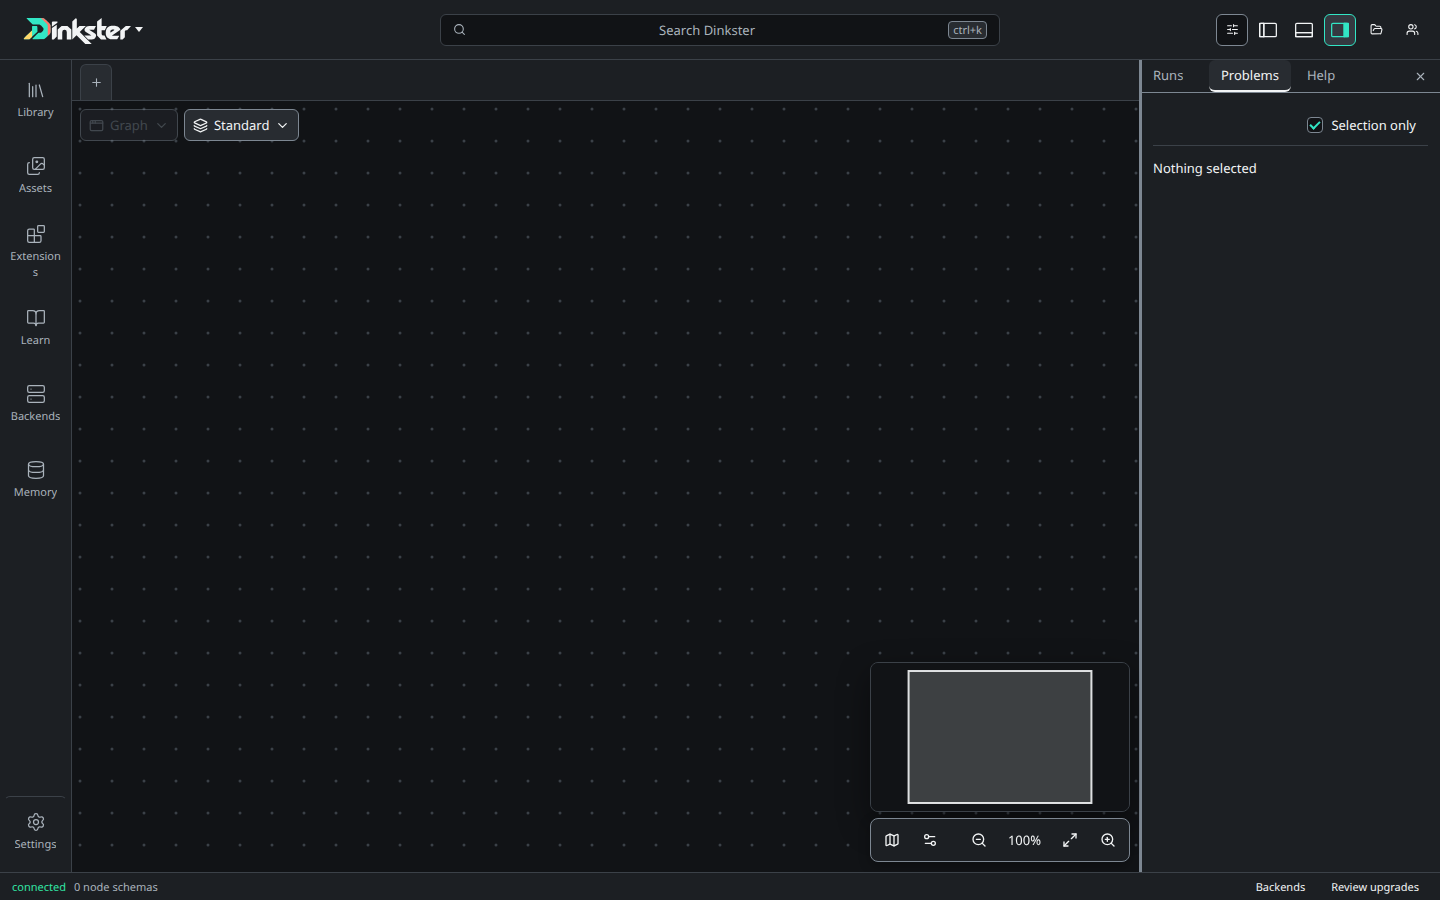 Dinkster
Search Dinkster
ctrl+k
Library
Assets
Extension
s
Learn
Backends
Memory
Settings
+
Graph
Standard
Runs
Problems
Help
Selection only
Nothing selected
100%
connected
0 node schemas
Backends
Review upgrades